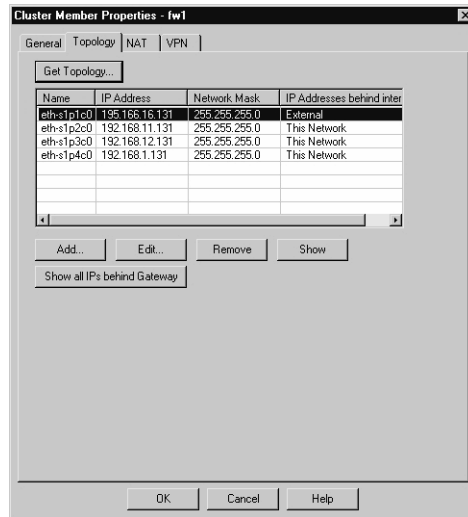 Cluster Member Properties - fw1
General Topology NAT VPN
Get Topology...
Name IP Address Network Mask IP Addresses behind inter
eth-s1p1c0 195.166.16.131 255.255.255.0 External
eth-s1p2c0 192.168.11.131 255.255.255.0 This Network
eth-s1p3c0 192.168.12.131 255.255.255.0 This Network
eth-s1p4c0 192.168.1.131 255.255.255.0 This Network
Add... Edit... Remove Show
Show all IPs behind Gateway
OK Cancel Help